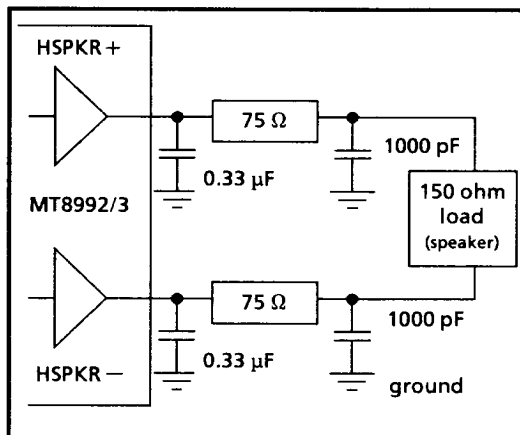 HSPKR+
75 Ω
1000 pF
0.33 µF
MT8992/3
150 ohm
load
(speaker)
75 Ω
1000 pF
0.33 µF
HSPKR—
ground